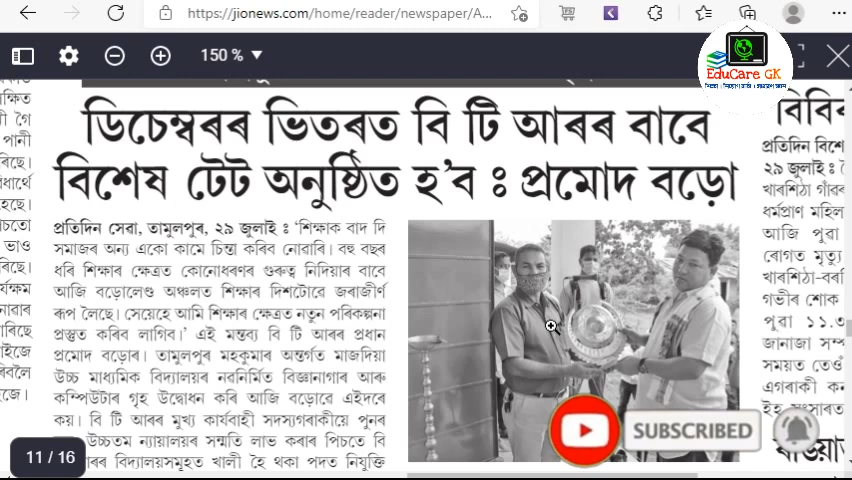 https://jionews.com/home/reader/newspaper/A...
150 %
EduCare GK
ডিচেম্বৰৰ ভিতৰত বি টি আৰৰ বাবে
বিশেষ টেট অনুষ্ঠিত হ'ব ঃ প্ৰমোদ বড়ো
প্ৰতিদিন সেৱা, তামুলপুৰ, ২৯ জুলাই ঃ 'শিক্ষাক বাদ দি
সমাজৰ অন্য একো কামে চিন্তা কৰিব নোৱাৰি। বহু বছৰ
ধৰি শিক্ষাৰ ক্ষেত্ৰত কোনোধৰণৰ গুৰুত্ব নিদিয়াৰ বাবে
আজি বড়োলেণ্ড অঞ্চলত শিক্ষাৰ দিশটোৱে জৰাজীৰ্ণ
ৰূপ লৈছে। সেয়েহে আমি শিক্ষাৰ ক্ষেত্ৰত নতুন পৰিকল্পনা
প্ৰস্তুত কৰিব লাগিব।' এই মন্তব্য বি টি আৰৰ প্ৰধান
প্ৰমোদ বড়োৰ। তামুলপুৰ মহকুমাৰ অন্তৰ্গত মাজদিয়া
উচ্চ মাধ্যমিক বিদ্যালয়ৰ নৱনিৰ্মিত বিজ্ঞানাগাৰ আৰু
কম্পিউটাৰ গৃহ উদ্বোধন কৰি আজি বড়োৱে এইদৰে
কয়। বি টি আৰৰ মুখ্য কাৰ্যবাহী সদস্যগৰাকীয়ে পুনৰ
উচ্চতম ন্যায়ালয়ৰ সন্মতি লাভ কৰাৰ পিচতে বি
আৰৰ বিদ্যালয়সমূহত খালী হৈ থকা পদত নিযুক্তি
প্ৰতিদিন বিশে
২৯ জুলাই ঃ
খাৰশিঠা গাঁৱৰ
ধৰ্মপ্ৰাণ মহিল
আজি পুৱা
ৰোগত মৃত্যু
খাৰশিঠা-বৰি
গভীৰ শোক
পুৱা ১১.৩
জানাজা সম্প
সময়ত তেওঁ
এগৰাকী কন
SUBSCRIBED
11 / 16